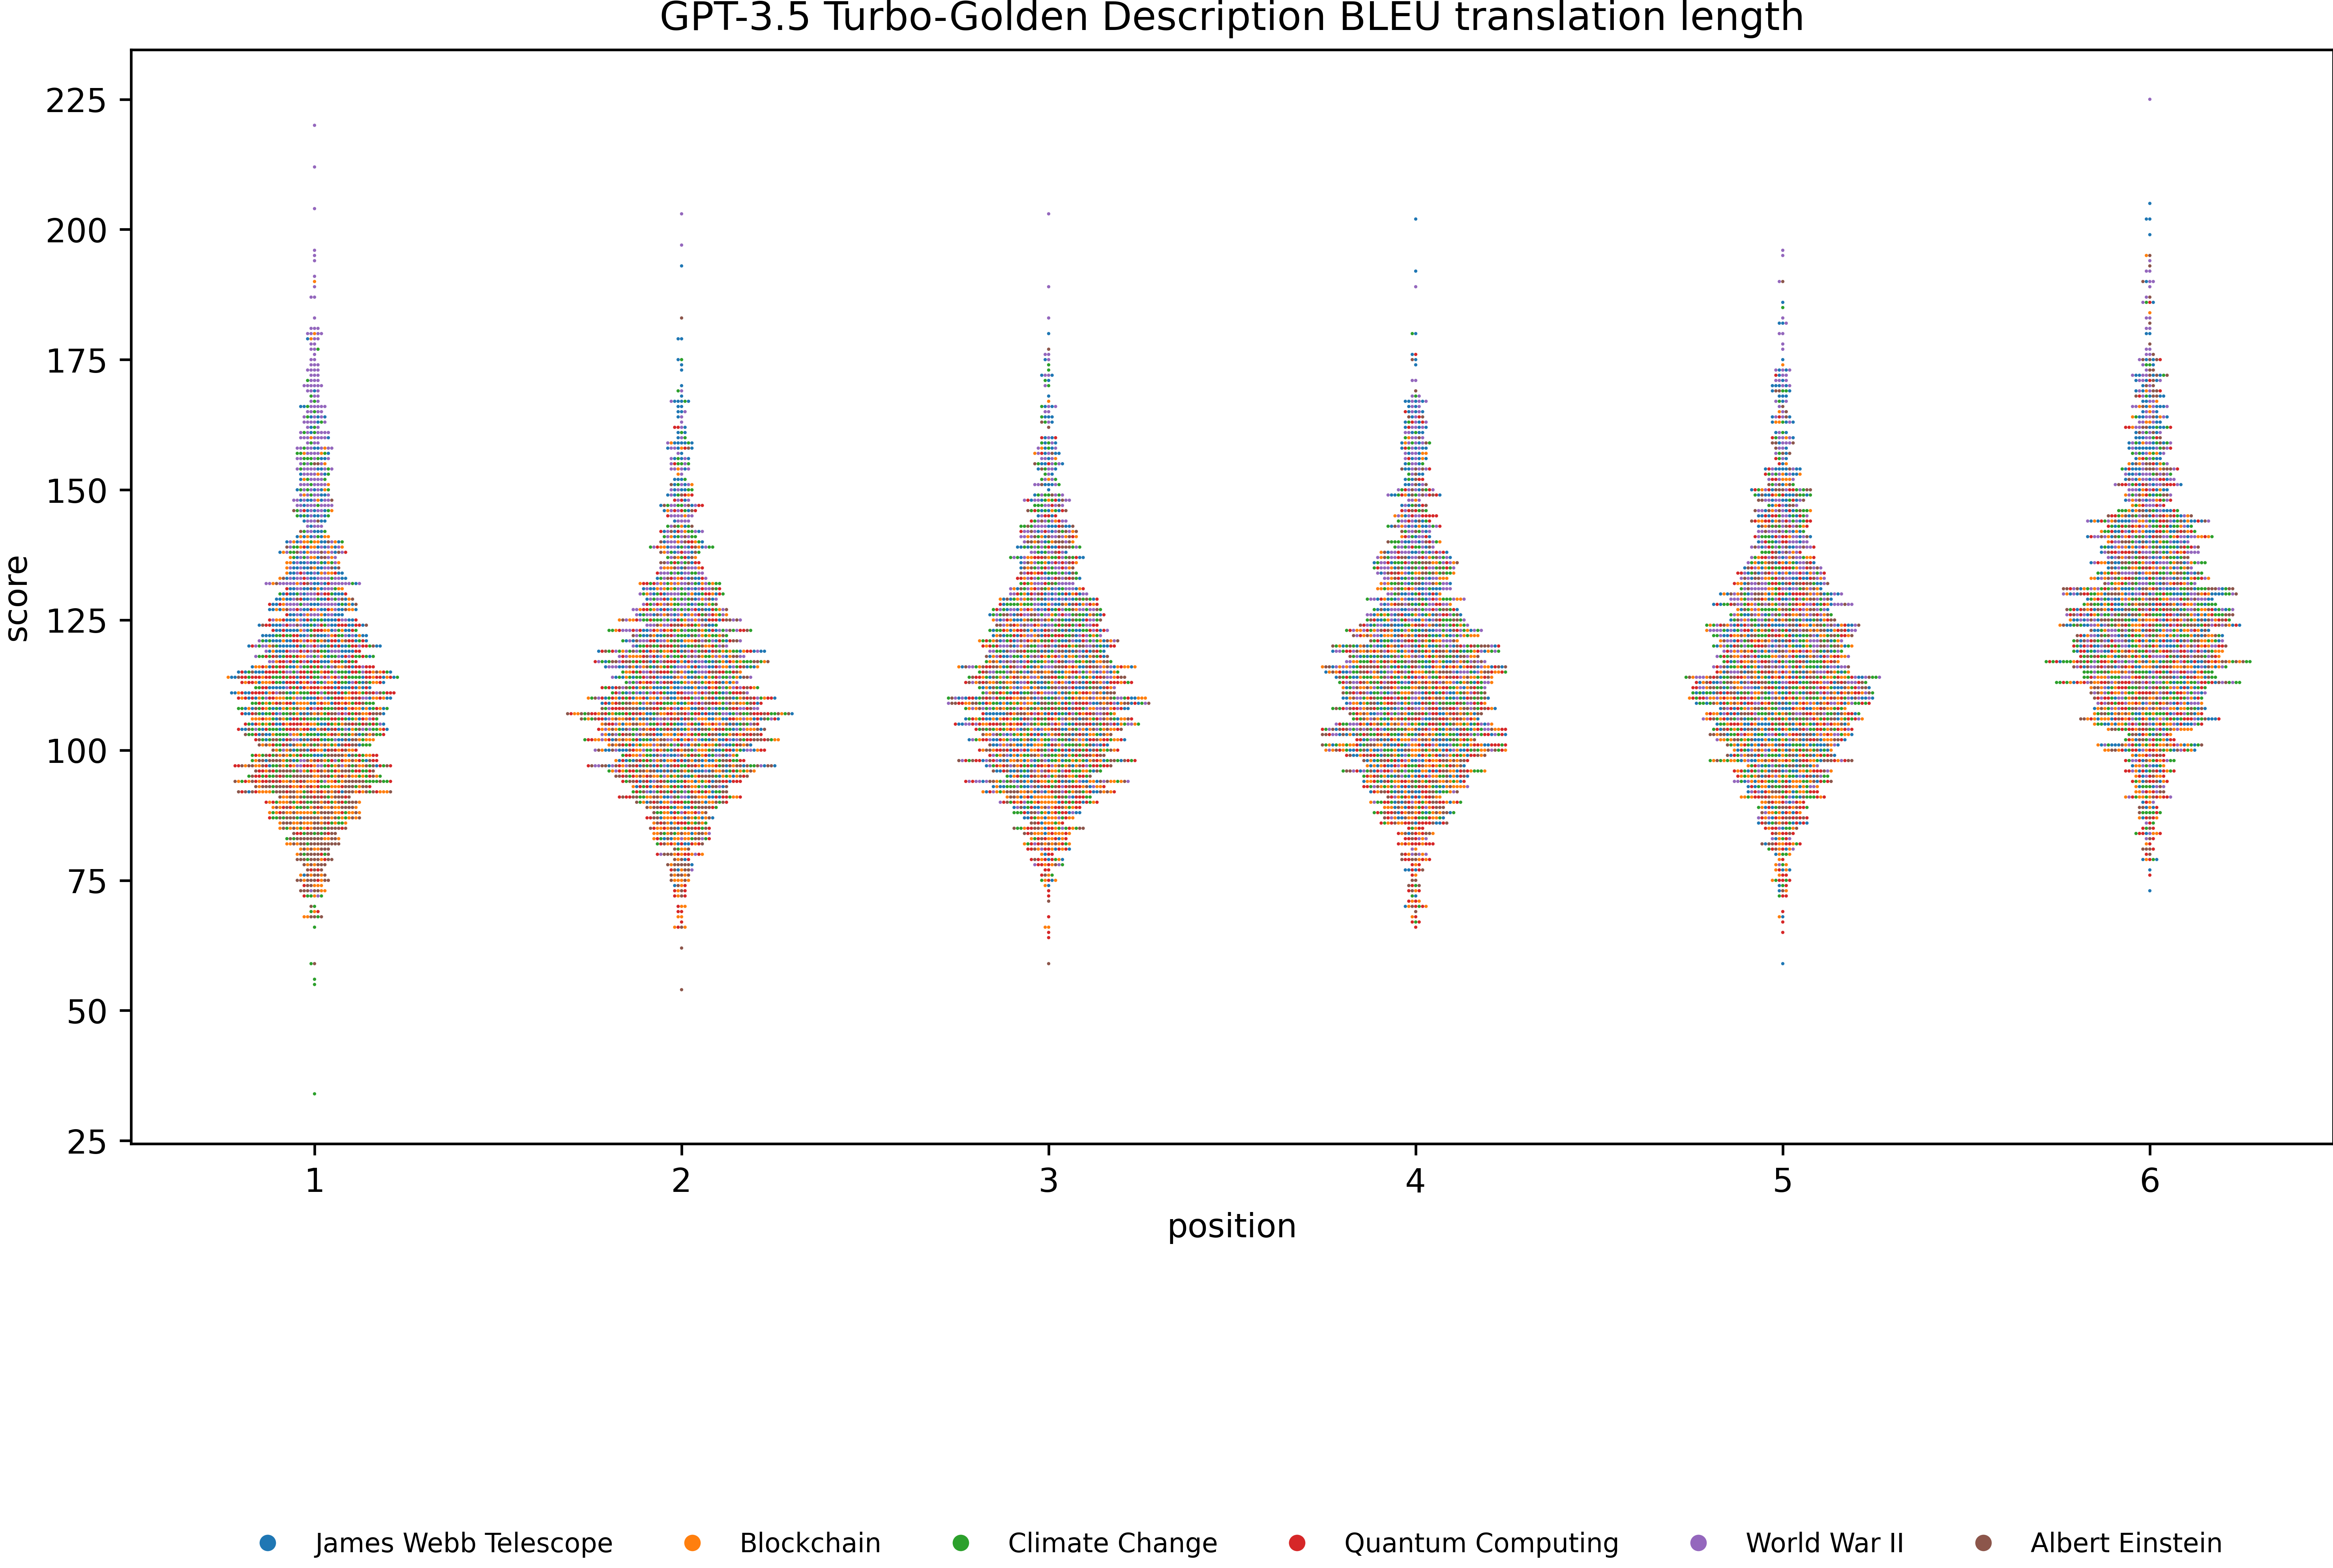 GPT-3.5 Turbo-Golden Description BLEU translation length
225
200
175
150
125
100
75
50
25
score
1 2 3 4 5 6
position
James Webb Telescope Blockchain Climate Change Quantum Computing World War II Albert Einstein